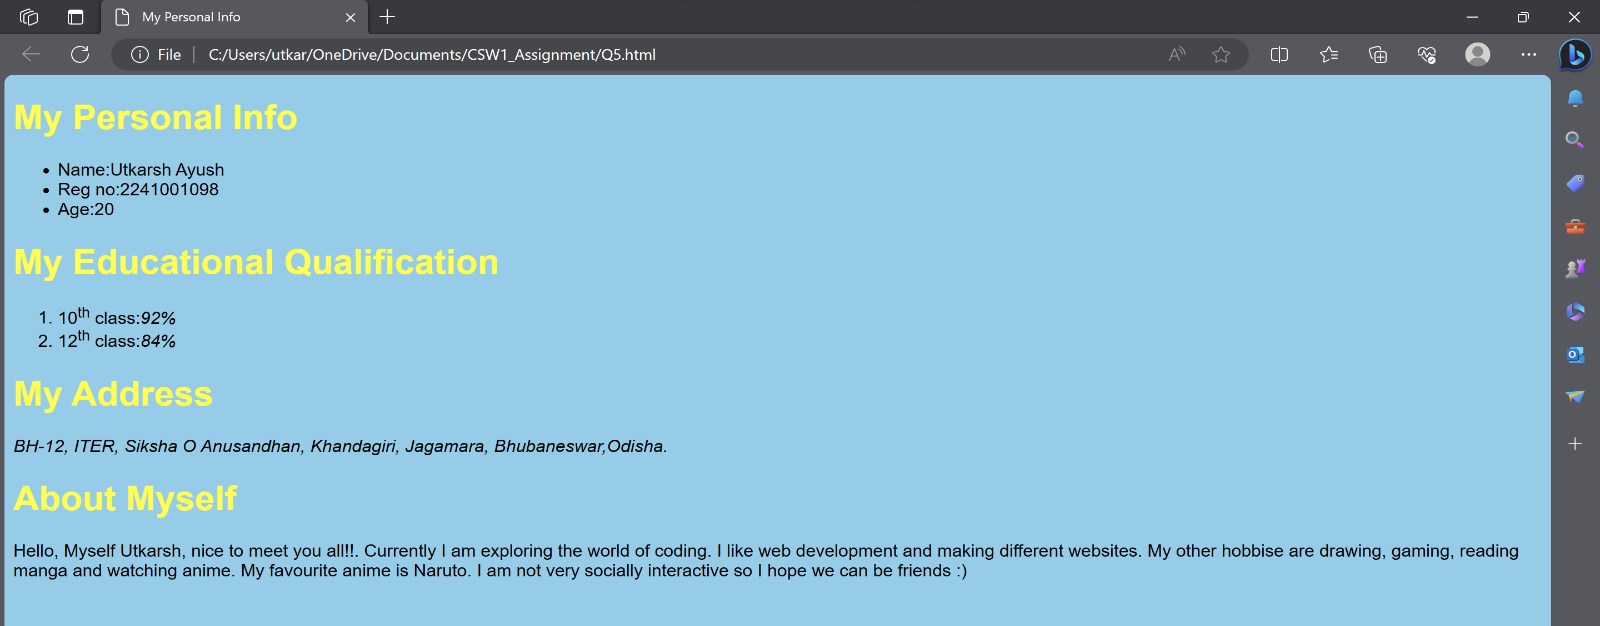 My Personal Info
File
C:/Users/utkar/OneDrive/Documents/CSW1_Assignment/Q5.html
My Personal Info
Name:Utkarsh Ayush
Reg no:2241001098
Age:20
My Educational Qualification
1. 10th class:92%
2. 12th class:84%
My Address
BH-12, ITER, Siksha O Anusandhan, Khandagiri, Jagamara, Bhubaneswar,Odisha.
About Myself
Hello, Myself Utkarsh, nice to meet you all!!. Currently I am exploring the world of coding. I like web development and making different websites. My other hobbise are drawing, gaming, reading
manga and watching anime. My favourite anime is Naruto. I am not very socially interactive so I hope we can be friends :)